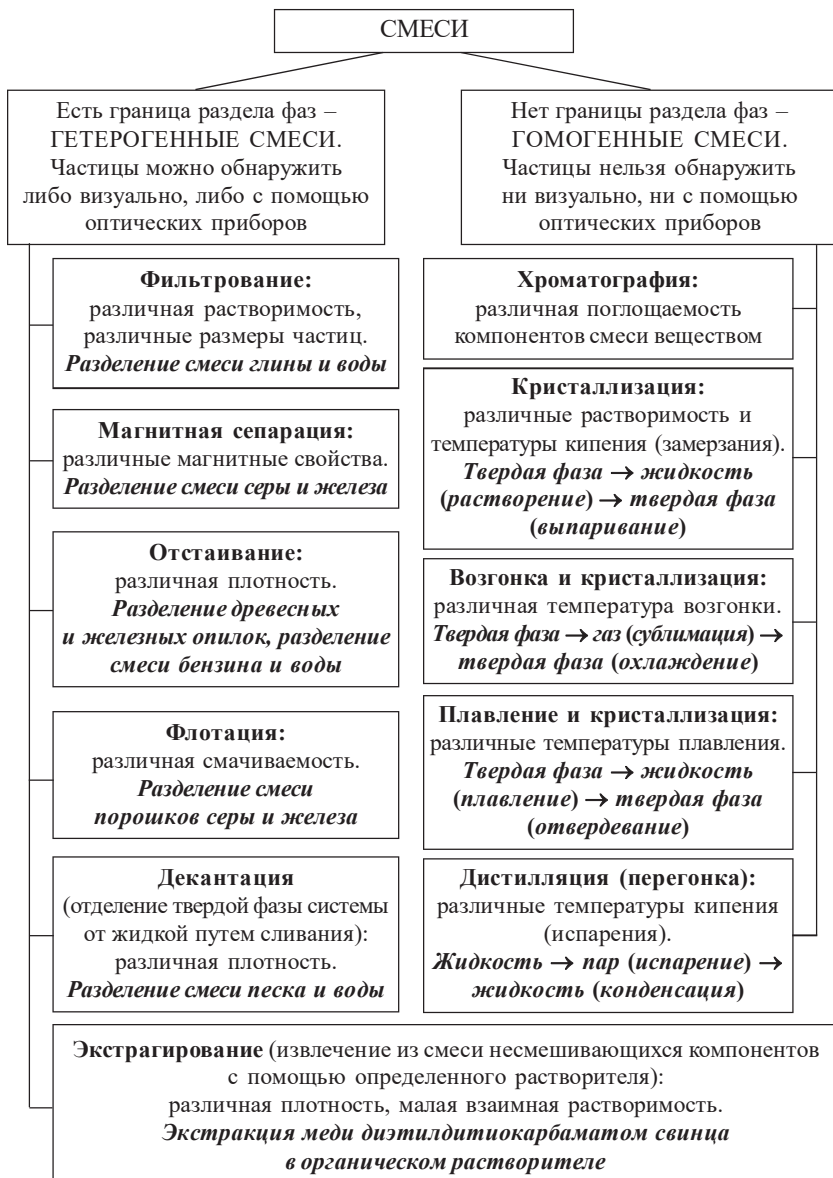 СМЕСИ
Есть граница раздела фаз –
ГЕТЕРОГЕННЫЕ СМЕСИ.
Частицы можно обнаружить
либо визуально, либо с помощью
оптических приборов
Нет границы раздела фаз –
ГОМОГЕННЫЕ СМЕСИ.
Частицы нельзя обнаружить
ни визуально, ни с помощью
оптических приборов
Фильтрование:
различная растворимость,
различные размеры частиц.
Разделение смеси глины и воды
Магнитная сепарация:
различные магнитные свойства.
Разделение смеси серы и железа
Отстаивание:
различная плотность.
Разделение древесных
и железных опилок, разделение
смеси бензина и воды
Флотация:
различная смачиваемость.
Разделение смеси
порошков серы и железа
Декантация
(отделение твердой фазы системы
от жидкой путем сливания):
различная плотность.
Разделение смеси песка и воды
Хроматография:
различная поглощаемость
компонентов смеси веществом
Кристаллизация:
различные растворимость и
температуры кипения (замерзания).
Твердая фаза → жидкость
(растворение) → твердая фаза
(выпаривание)
Возгонка и кристаллизация:
различная температура возгонки.
Твердая фаза → газ (сублимация) →
твердая фаза (охлаждение)
Плавление и кристаллизация:
различные температуры плавления.
Твердая фаза → жидкость
(плавление) → твердая фаза
(отвердевание)
Дистилляция (перегонка):
различные температуры кипения
(испарения).
Жидкость → пар (испарение) →
жидкость (конденсация)
Экстрагирование (извлечение из смеси несмешивающихся компонентов
с помощью определенного растворителя):
различная плотность, малая взаимная растворимость.
Экстракция меди диэтилдитиокарбаматом свинца
в органическом растворителе